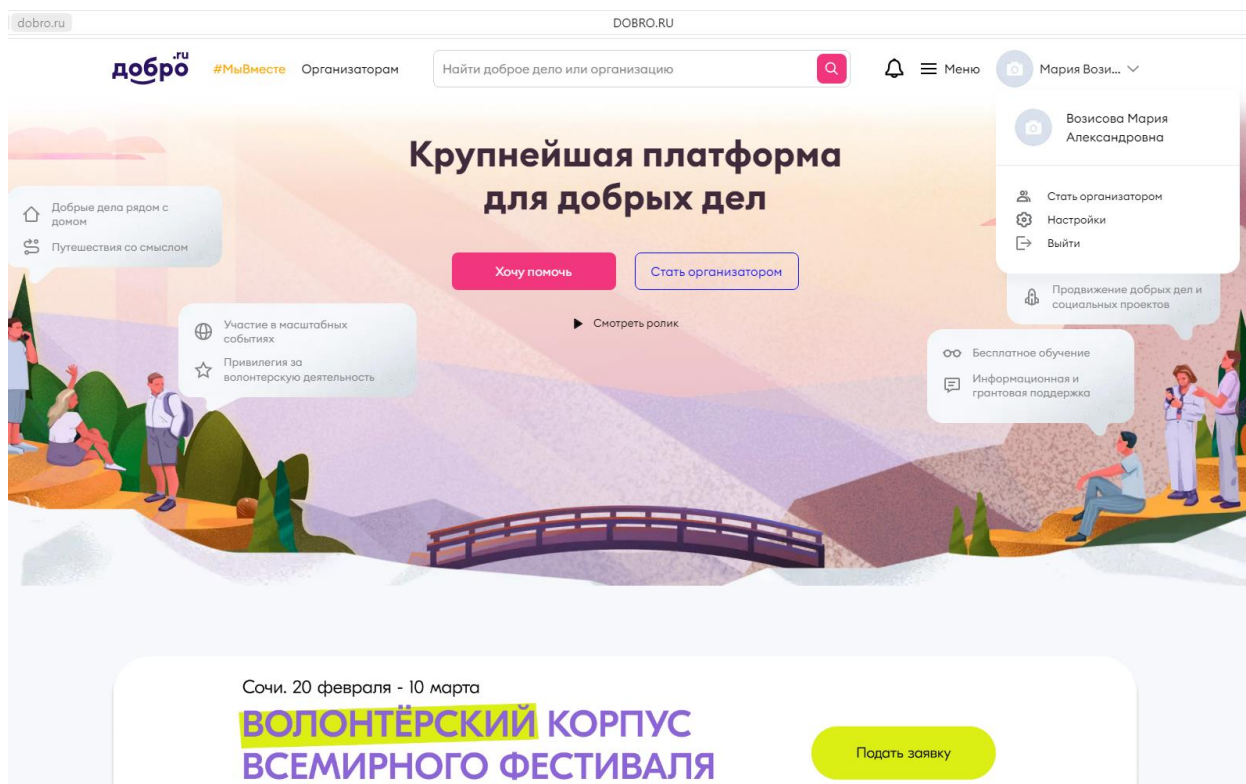 dobro.ru
DOBRO.RU
добро.ru
#МыВместе
Организаторам
Найти доброе дело или организацию
Меню
Мария Вози...
Возисова Мария
Александровна
Стать организатором
Настройки
Выйти
Крупнейшая платформа
для добрых дел
Хочу помочь
Стать организатором
Смотреть ролик
Добрые дела рядом с
домом
Путешествия со смыслом
Участие в масштабных
событиях
Привилегия за
волонтерскую деятельность
Продвижение добрых дел и
социальных проектов
Бесплатное обучение
Информационная и
грантовая поддержка
Сочи. 20 февраля - 10 марта
ВОЛОНТЁРСКИЙ КОРПУС
ВСЕМИРНОГО ФЕСТИВАЛЯ
Подать заявку